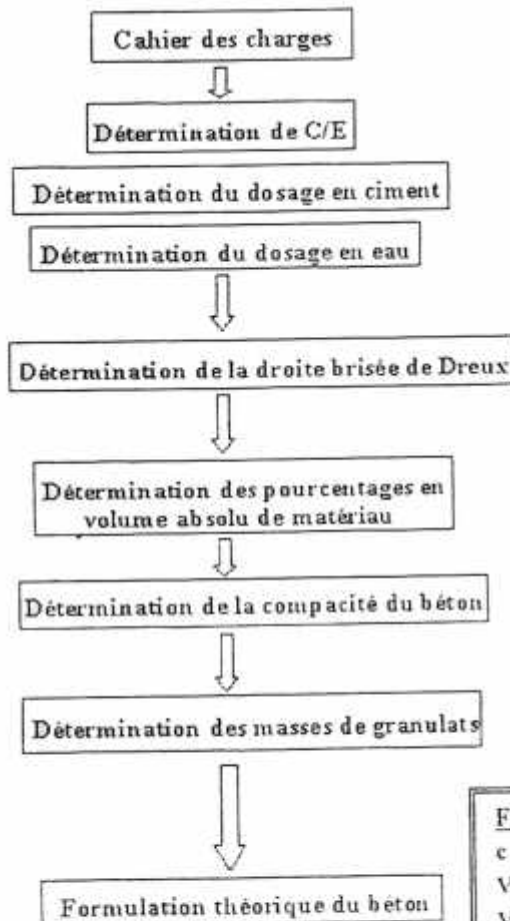 Cahier des charges
Détermination de C/E
Détermination du dosage en ciment
Détermination du dosage en eau
Détermination de la droite brisée de Dreux
Détermination des pourcentages en
volume absolu de matériau
Détermination de la compacité du béton
Détermination des masses de granulats
Formulation théorique du béton
F
c
V